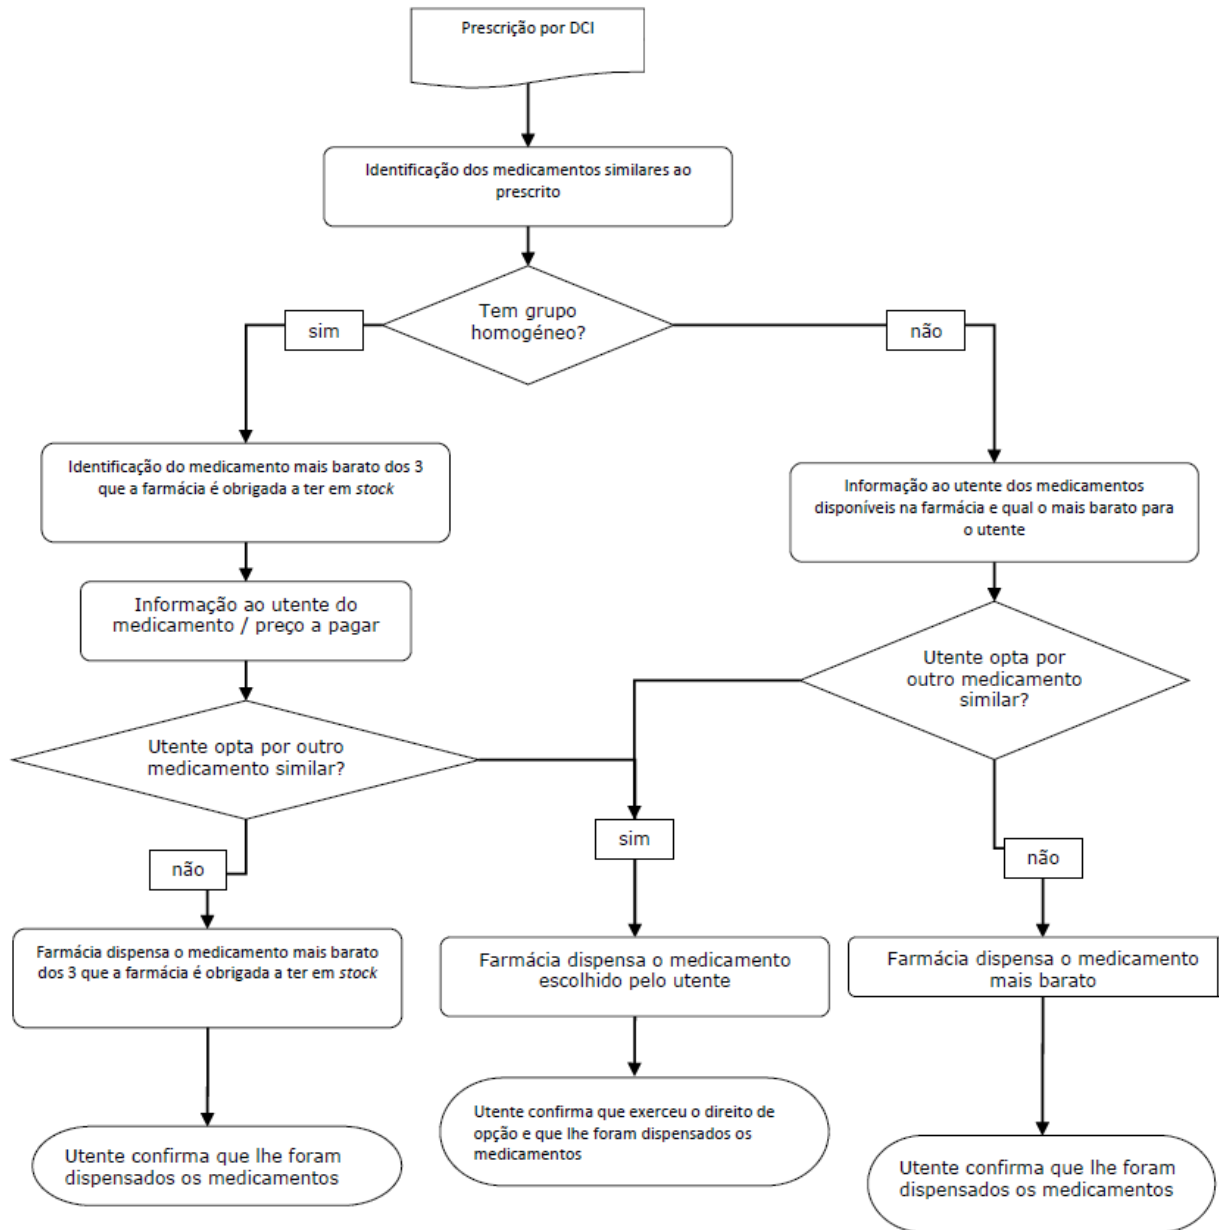 Prescrição por DCI
Identificação dos medicamentos similares ao
prescrito
Tem grupo
homogéneo?
sim
não
Identificação do medicamento mais barato dos 3
que a farmácia é obrigada a ter em stock
Informação ao utente dos medicamentos
disponíveis na farmácia e qual o mais barato para
o utente
Informação ao utente do
medicamento / preço a pagar
Utente opta por
outro medicamento
similar?
Utente opta por outro
medicamento similar?
sim
não
não
Farmácia dispensa o medicamento mais barato
dos 3 que a farmácia é obrigada a ter em stock
Farmácia dispensa o medicamento
escolhido pelo utente
Farmácia dispensa o medicamento
mais barato
Utente confirma que lhe foram
dispensados os medicamentos
Utente confirma que exerceu o direito de
opção e que lhe foram dispensados os
medicamentos
Utente confirma que lhe foram
dispensados os medicamentos